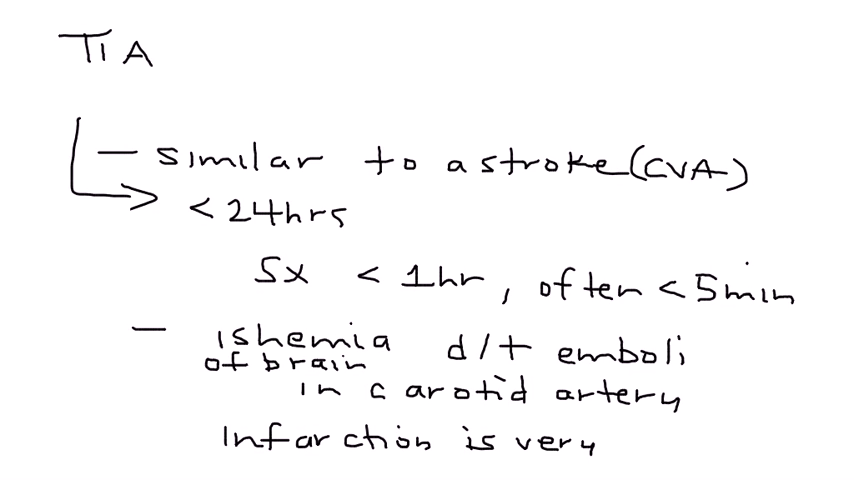 TIA
- similar to a stroke (CVA)
< 24hrs
Sx < 1hr, often < 5min
- ishemia d/t emboli
of brain
in carotid artery
Infarction is very